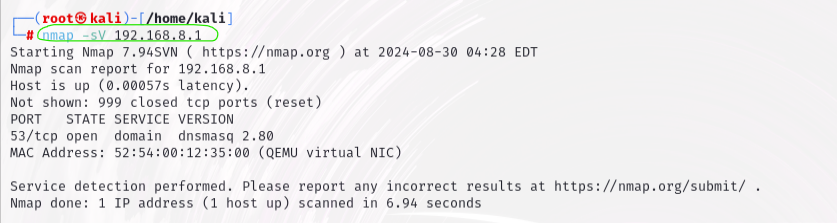 ┌──(root㉿kali)-[/home/kali]
└─# nmap -sV 192.168.8.1
Starting Nmap 7.94SVN ( https://nmap.org ) at 2024-08-30 04:28 EDT
Nmap scan report for 192.168.8.1
Host is up (0.00057s latency).
Not shown: 999 closed tcp ports (reset)
PORT   STATE SERVICE VERSION
53/tcp open  domain  dnsmasq 2.80
MAC Address: 52:54:00:12:35:00 (QEMU virtual NIC)

Service detection performed. Please report any incorrect results at https://nmap.org/submit/ .
Nmap done: 1 IP address (1 host up) scanned in 6.94 seconds